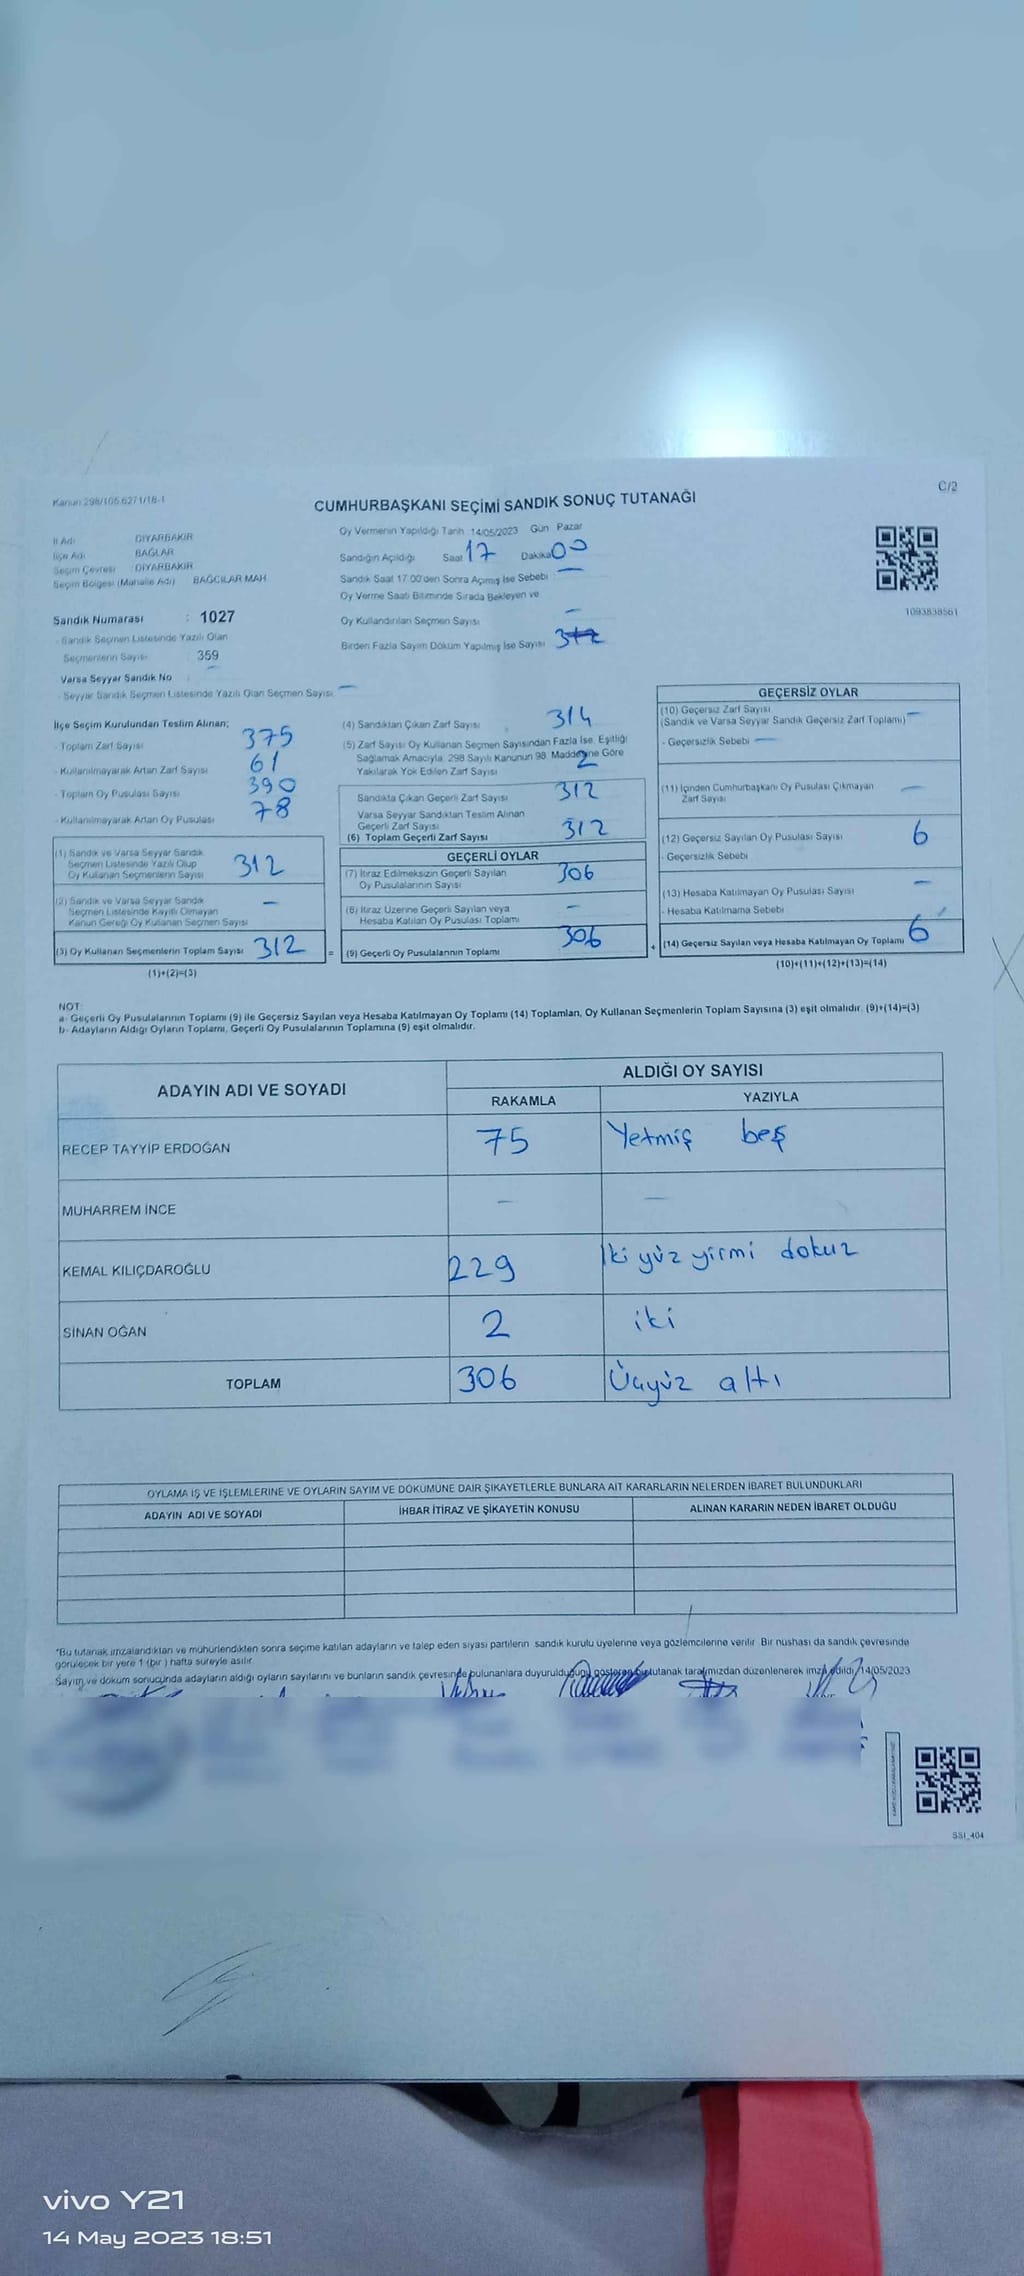 Kanun 298/105,6271/18-1
C/2
CUMHURBAŞKANI SEÇİMİ SANDIK SONUÇ TUTANAĞI
İl Adı : DİYARBAKIR
İlçe Adı : BAĞLAR
Seçim Çevresi : DİYARBAKIR
Seçim Bölgesi (Mahalle Adı) BAĞCILAR MAH.
Sandık Numarası : 1027
- Sandık Seçmen Listesinde Yazılı Olan
Seçmenlerin Sayısı : 359
Varsa Seyyar Sandık No : —
- Seyyar Sandık Seçmen Listesinde Yazılı Olan Seçmen Sayısı : —
Oy Vermenin Yapıldığı Tarih 14/05/2023 Gün Pazar
Sandığın Açıldığı Saat 17 Dakika 00
Sandık Saat 17:00'den Sonra Açımış İse Sebebi : —
Oy Verme Saati Bitiminde Sırada Bekleyen ve
Oy Kullandırılan Seçmen Sayısı —
Birden Fazla Sayım Döküm Yapılmış İse Sayısı 312
1093838561
İlçe Seçim Kurulundan Teslim Alınan;
- Toplam Zarf Sayısı 375
- Kullanılmayarak Artan Zarf Sayısı 61
- Toplam Oy Pusulası Sayısı 390
- Kullanılmayarak Artan Oy Pusulası 78
(1) Sandık ve Varsa Seyyar Sandık
Seçmen Listesinde Yazılı Olup
Oy Kullanan Seçmenlerin Sayısı 312
(2) Sandık ve Varsa Seyyar Sandık
Seçmen Listesinde Kayıtlı Olmayan
Kanun Gereği Oy Kullanan Seçmen Sayısı —
(3) Oy Kullanan Seçmenlerin Toplam Sayısı 312
(1)+(2)=(3)
(4) Sandıktan Çıkan Zarf Sayısı 314
(5) Zarf Sayısı Oy Kullanan Seçmen Sayısından Fazla İse, Eşitliği
Sağlamak Amacıyla, 298 Sayılı Kanunun 98. Maddesine Göre
Yakılarak Yok Edilen Zarf Sayısı 2
Sandıkta Çıkan Geçerli Zarf Sayısı 312
Varsa Seyyar Sandıktan Teslim Alınan
Geçerli Zarf Sayısı
(6) Toplam Geçerli Zarf Sayısı 312
GEÇERLİ OYLAR
(7) İtiraz Edilmeksizin Geçerli Sayılan
Oy Pusulalarının Sayısı 306
(8) İtiraz Üzerine Geçerli Sayılan veya
Hesaba Katılan Oy Pusulası Toplamı —
= (9) Geçerli Oy Pusulalarının Toplamı 306 +
GEÇERSİZ OYLAR
(10) Geçersiz Zarf Sayısı
(Sandık ve Varsa Seyyar Sandık Geçersiz Zarf Toplamı) —
- Geçersizlik Sebebi —
(11) İçinden Cumhurbaşkanı Oy Pusulası Çıkmayan
Zarf Sayısı —
(12) Geçersiz Sayılan Oy Pusulası Sayısı 6
- Geçersizlik Sebebi
(13) Hesaba Katılmayan Oy Pusulası Sayısı —
- Hesaba Katılmama Sebebi
(14) Geçersiz Sayılan veya Hesaba Katılmayan Oy Toplamı 6
(10)+(11)+(12)+(13)=(14)
NOT:
a- Geçerli Oy Pusulalarının Toplamı (9) ile Geçersiz Sayılan veya Hesaba Katılmayan Oy Toplamı (14) Toplamları, Oy Kullanan Seçmenlerin Toplam Sayısına (3) eşit olmalıdır. (9)+(14)=(3)
b- Adayların Aldığı Oyların Toplamı, Geçerli Oy Pusulalarının Toplamına (9) eşit olmalıdır.
ADAYIN ADI VE SOYADI ALDIĞI OY SAYISI
RAKAMLA YAZIYLA
RECEP TAYYİP ERDOĞAN 75 Yetmiş beş
MUHARREM İNCE — —
KEMAL KILIÇDAROĞLU 229 İki yüz yirmi dokuz
SİNAN OĞAN 2 iki
TOPLAM 306 Üçyüz altı
OYLAMA İŞ VE İŞLEMLERİNE VE OYLARIN SAYIM VE DÖKÜMÜNE DAİR ŞİKAYETLERLE BUNLARA AİT KARARLARIN NELERDEN İBARET BULUNDUKLARI
ADAYIN ADI VE SOYADI İHBAR İTİRAZ VE ŞİKAYETİN KONUSU ALINAN KARARIN NEDEN İBARET OLDUĞU
*Bu tutanak imzalandıktan ve mühürlendikten sonra seçime katılan adayların ve talep eden siyasi partilerin sandık kurulu üyelerine veya gözlemcilerine verilir. Bir nüshası da sandık çevresinde
görülecek bir yere 1 (bir) hafta süreyle asılır.
Sayım ve döküm sonucunda adayların aldığı oyların sayılarını ve bunların sandık çevresinde bulunanlara duyurulduğunu gösteren bu tutanak tarafımızdan düzenlenerek imza edildi. 14/05/2023
SSI_404
vivo Y21
14 May 2023 18:51